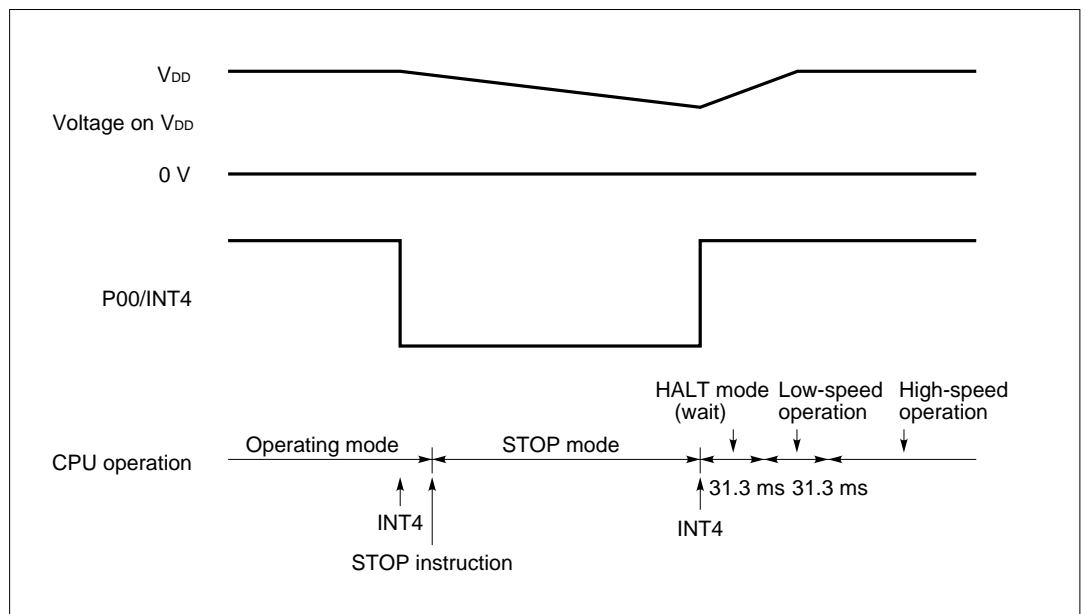 VDD
Voltage on VDD
0 V
P00/INT4
HALT mode
(wait)
Low-speed
operation
High-speed
operation
CPU operation
Operating mode
STOP mode
31.3 ms
31.3 ms
INT4
INT4
STOP instruction